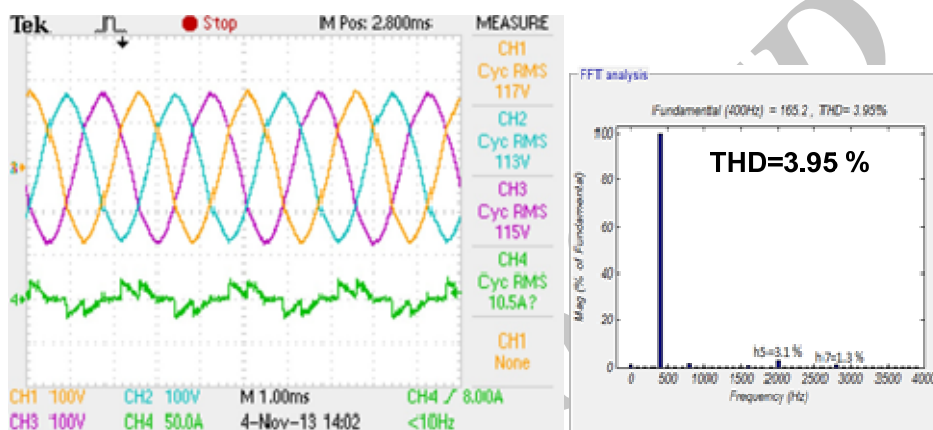 Tek Stop M Pos: 2.800ms MEASURE
CH1
Cyc RMS
117V
CH2
Cyc RMS
113V
CH3
Cyc RMS
115V
CH4
Cyc RMS
10.5A?
CH1
None
3
4
CH1 100V CH2 100V M 1.00ms CH4 8.00A
CH3 100V CH4 50.0A 4-Nov-13 14:02 <10Hz
FFT analysis
Fundamental (400Hz) = 165.2 , THD= 3.95%
THD=3.95 %
Mag (% of Fundamental)
100
80
60
40
20
0
h5=3.1 %
h-7=1.3 %
0 500 1000 1500 2000 2500 3000 3500 4000
Frequency (Hz)